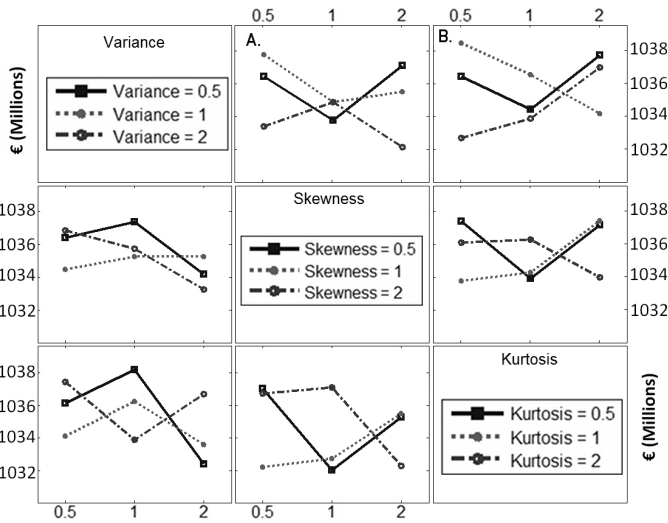 0.5 1 2 0.5 1 2
Variance
Variance = 0.5
Variance = 1
Variance = 2
€ (Millions)
A.
B.
1038
1036
1034
1032
1038
1036
1034
1032
Skewness
Skewness = 0.5
Skewness = 1
Skewness = 2
1038
1036
1034
1032
1038
1036
1034
1032
Kurtosis
Kurtosis = 0.5
Kurtosis = 1
Kurtosis = 2
€ (Millions)
0.5 1 2 0.5 1 2